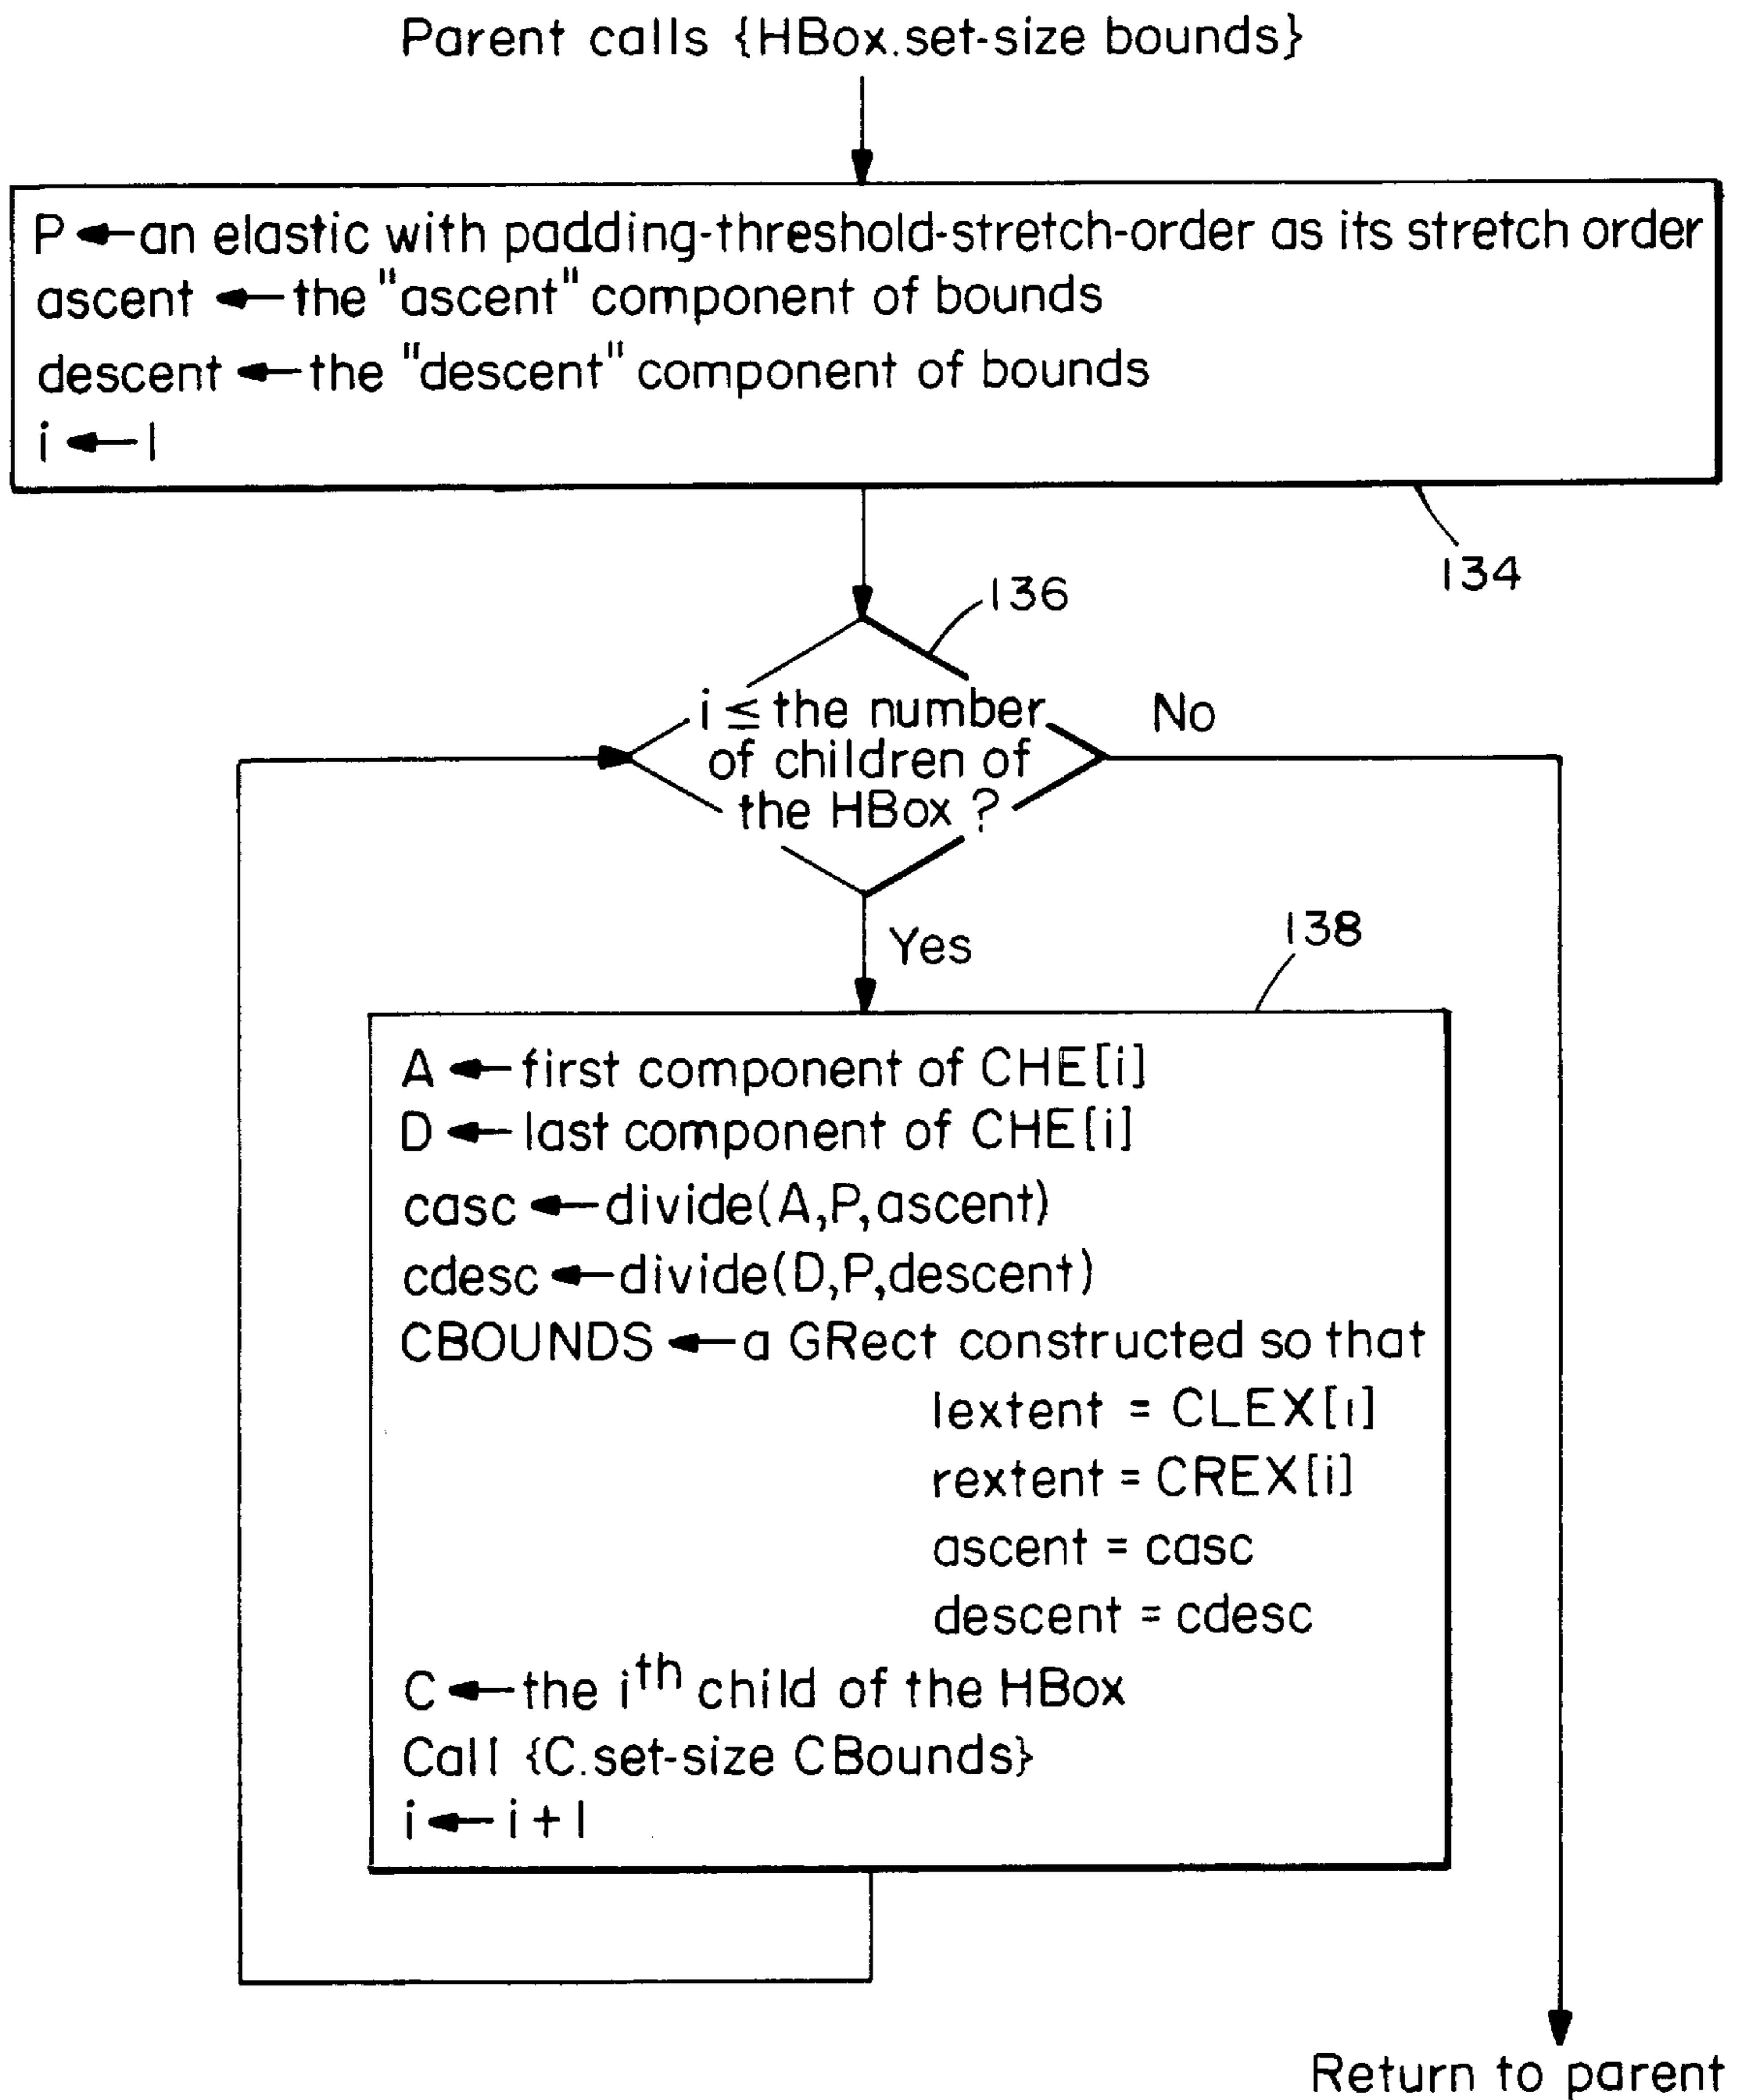 Parent calls {HBox.set-size bounds}
P ← an elastic with padding-threshold-stretch-order as its stretch order
ascent ← the "ascent" component of bounds
descent ← the "descent" component of bounds
i ← 1
134
136
i ≤ the number
of children of
the HBox ?
No
Yes
138
A ← first component of CHE[i]
D ← last component of CHE[i]
casc ← divide(A,P,ascent)
cdesc ← divide(D,P,descent)
CBOUNDS ← a GRect constructed so that
lextent = CLEX[i]
rextent = CREX[i]
ascent = casc
descent = cdesc
C ← the ith child of the HBox
Call {C.set-size CBounds}
i ← i + 1
Return to parent